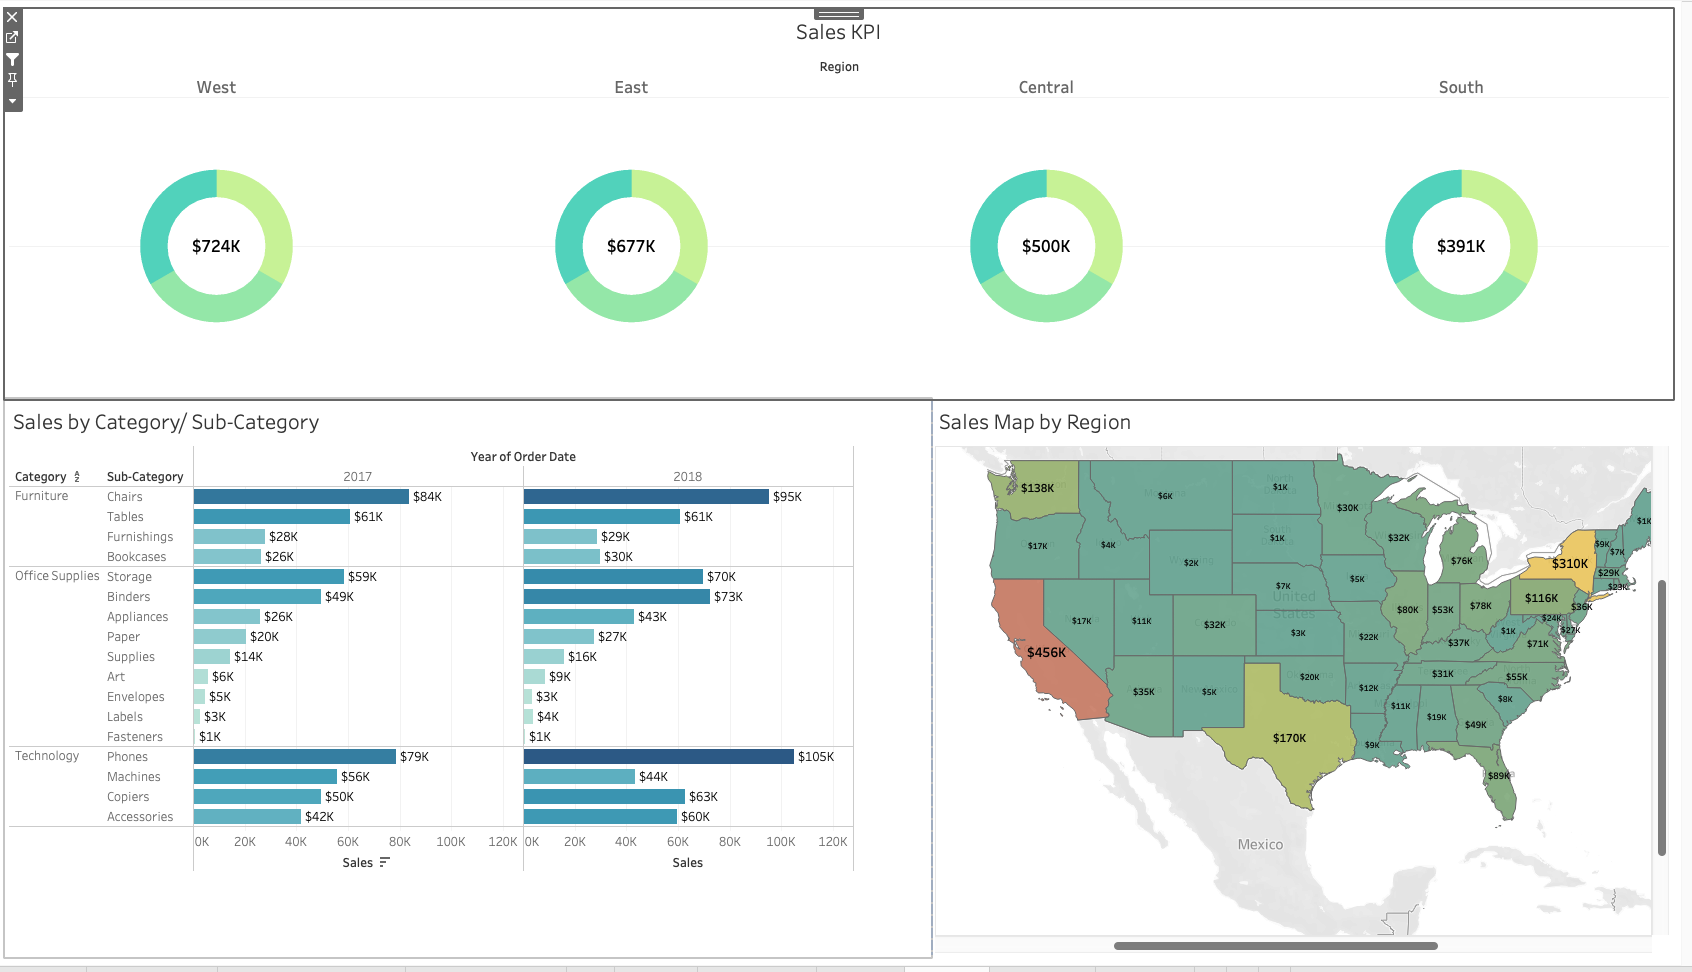 Sales KPI
Region
West East Central South
$724K $677K $500K $391K
Sales by Category/ Sub-Category
Year of Order Date
Category Sub-Category 2017 2018
Furniture Chairs $84K $95K
Tables $61K $61K
Furnishings $28K $29K
Bookcases $26K $30K
Office Supplies Storage $59K $70K
Binders $49K $73K
Appliances $26K $43K
Paper $20K $27K
Supplies $14K $16K
Art $6K $9K
Envelopes $5K $3K
Labels $3K $4K
Fasteners $1K $1K
Technology Phones $79K $105K
Machines $56K $44K
Copiers $50K $63K
Accessories $42K $60K
0K 20K 40K 60K 80K 100K 120K 0K 20K 40K 60K 80K 100K 120K
Sales Sales
Sales Map by Region
$138K $6K $1K $30K $1K
$17K $4K $1K $32K $9K $7K
$2K $76K $310K $29K
$5K $23K
$7K
United
States
$80K $53K $78K $116K $36K
$17K $11K $32K $3K $22K $24K $27K
$1K $37K $71K
$456K
$35K $5K $20K $12K $31K $55K
$11K $19K $49K $8K
$170K $9K
$89K
Mexico